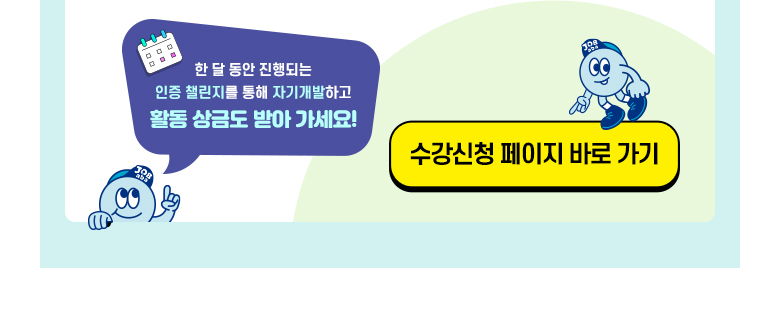 한 달 동안 진행되는
인증 챌린지를 통해 자기개발하고
활동 상금도 받아 가세요!
수강신청 페이지 바로 가기
JOB
JOB